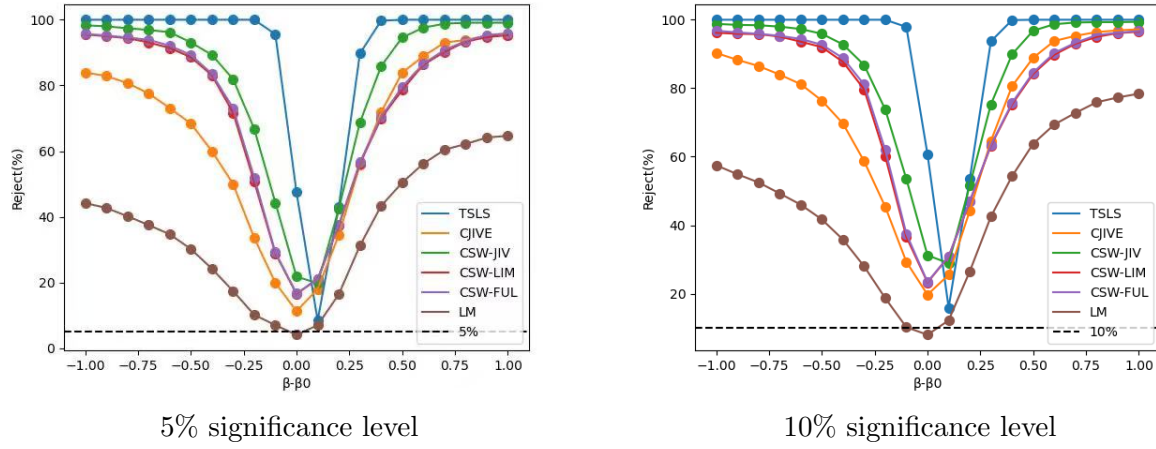 Reject(%)
100
80
60
40
20
0
TSLS
CJIVE
CSW-JIV
CSW-LIM
CSW-FUL
LM
5%
−1.00 −0.75 −0.50 −0.25 0.00 0.25 0.50 0.75 1.00
β-β0
5% significance level
Reject(%)
100
80
60
40
20
TSLS
CJIVE
CSW-JIV
CSW-LIM
CSW-FUL
LM
10%
−1.00 −0.75 −0.50 −0.25 0.00 0.25 0.50 0.75 1.00
β-β0
10% significance level